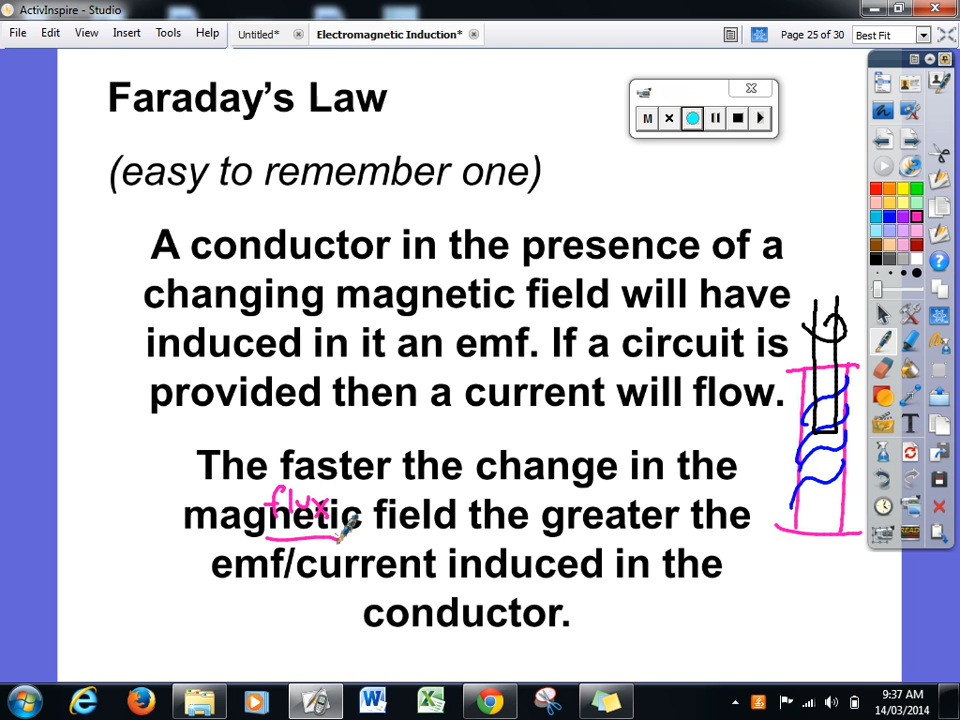 ActivInspire - Studio
File Edit View Insert Tools Help Untitled* Electromagnetic Induction* Page 25 of 30 Best Fit
Faraday's Law
M
(easy to remember one)
A conductor in the presence of a
changing magnetic field will have
induced in it an emf. If a circuit is
provided then a current will flow.
The faster the change in the
flux
magnetic field the greater the
emf/current induced in the
conductor.
9:37 AM
14/03/2014